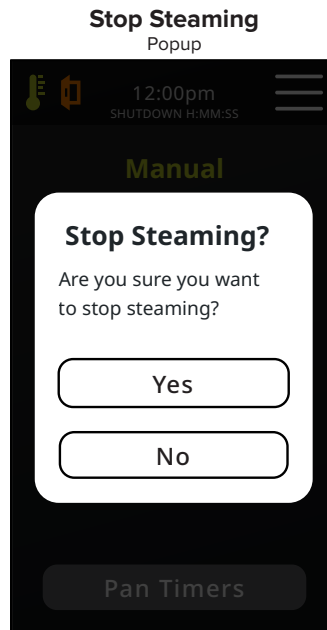 Stop Steaming
Popup
12:00pm
SHUTDOWN H:MM:SS
Manual
Stop Steaming?
Are you sure you want
to stop steaming?
Yes
No
Pan Timers